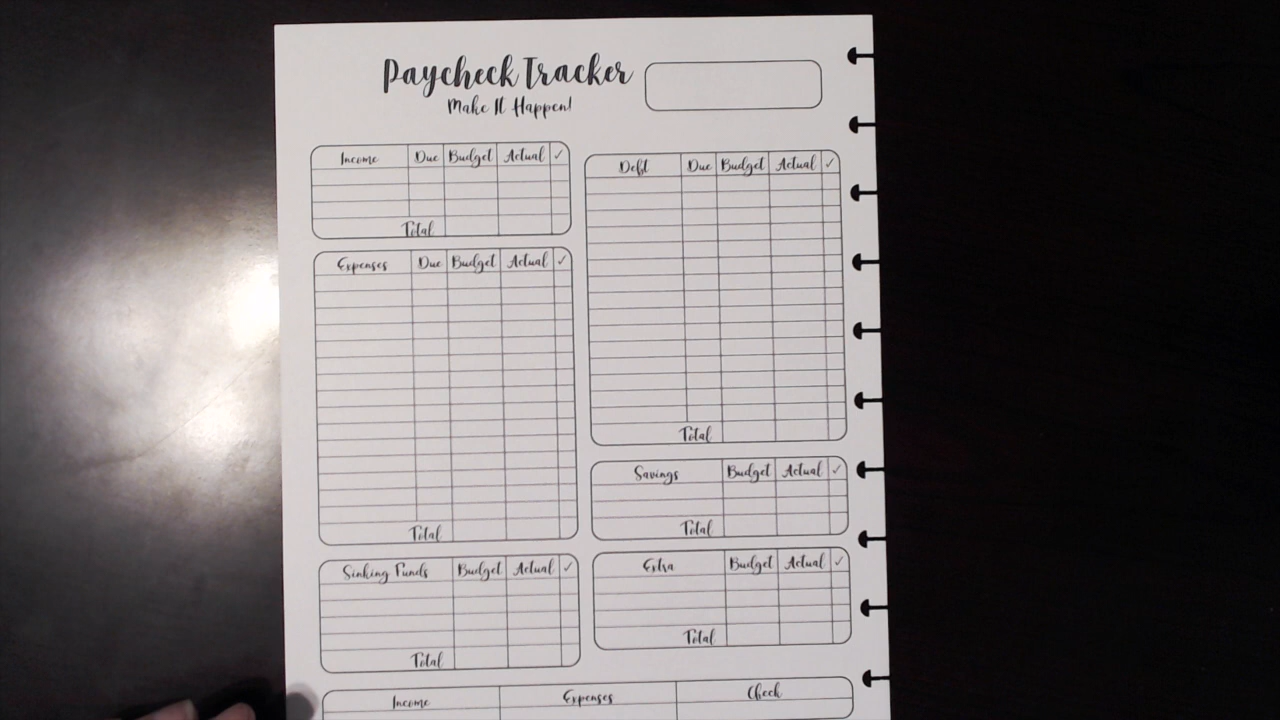 Paycheck Tracker
Make It Happen!
Income Due Budget Actual ✓
Total
Expenses Due Budget Actual ✓
Total
Sinking Funds Budget Actual ✓
Total
Debt Due Budget Actual ✓
Total
Savings Budget Actual ✓
Total
Extra Budget Actual ✓
Total
Income Expenses Check